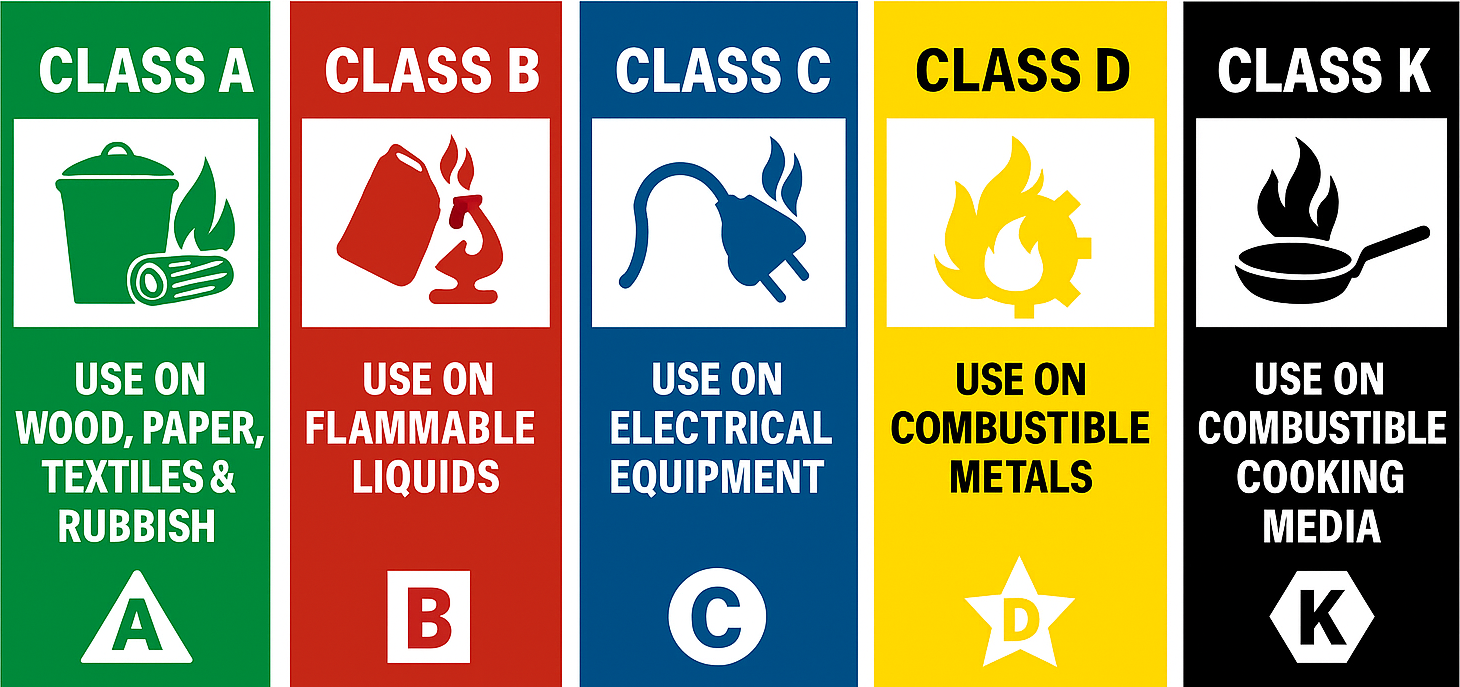 CLASS A
USE ON
WOOD, PAPER,
TEXTILES &
RUBBISH
A
CLASS B
USE ON
FLAMMABLE
LIQUIDS
B
CLASS C
USE ON
ELECTRICAL
EQUIPMENT
C
CLASS D
USE ON
COMBUSTIBLE
METALS
D
CLASS K
USE ON
COMBUSTIBLE
COOKING
MEDIA
K